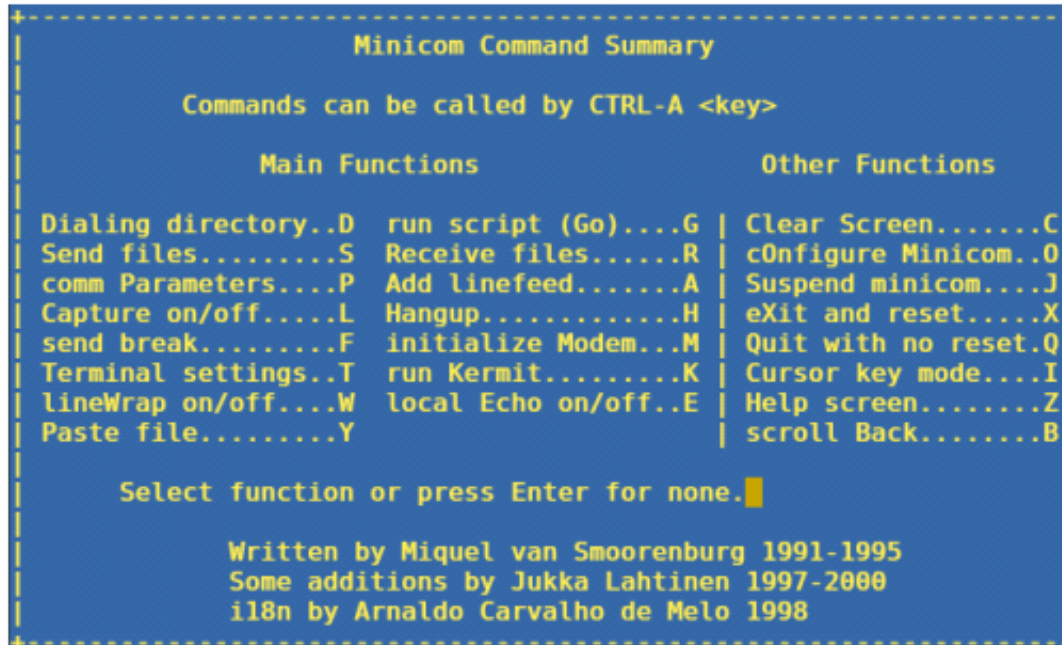 Minicom Command Summary
Commands can be called by CTRL-A <key>
Main Functions Other Functions
Dialing directory..D run script (Go)....G | Clear Screen.......C
Send files.........S Receive files......R | cOnfigure Minicom..O
comm Parameters....P Add linefeed.......A | Suspend minicom....J
Capture on/off.....L Hangup.............H | eXit and reset.....X
send break.........F initialize Modem...M | Quit with no reset.Q
Terminal settings..T run Kermit.........K | Cursor key mode....I
lineWrap on/off....W local Echo on/off..E | Help screen........Z
Paste file.........Y | scroll Back........B
Select function or press Enter for none.
Written by Miquel van Smoorenburg 1991-1995
Some additions by Jukka Lahtinen 1997-2000
i18n by Arnaldo Carvalho de Melo 1998